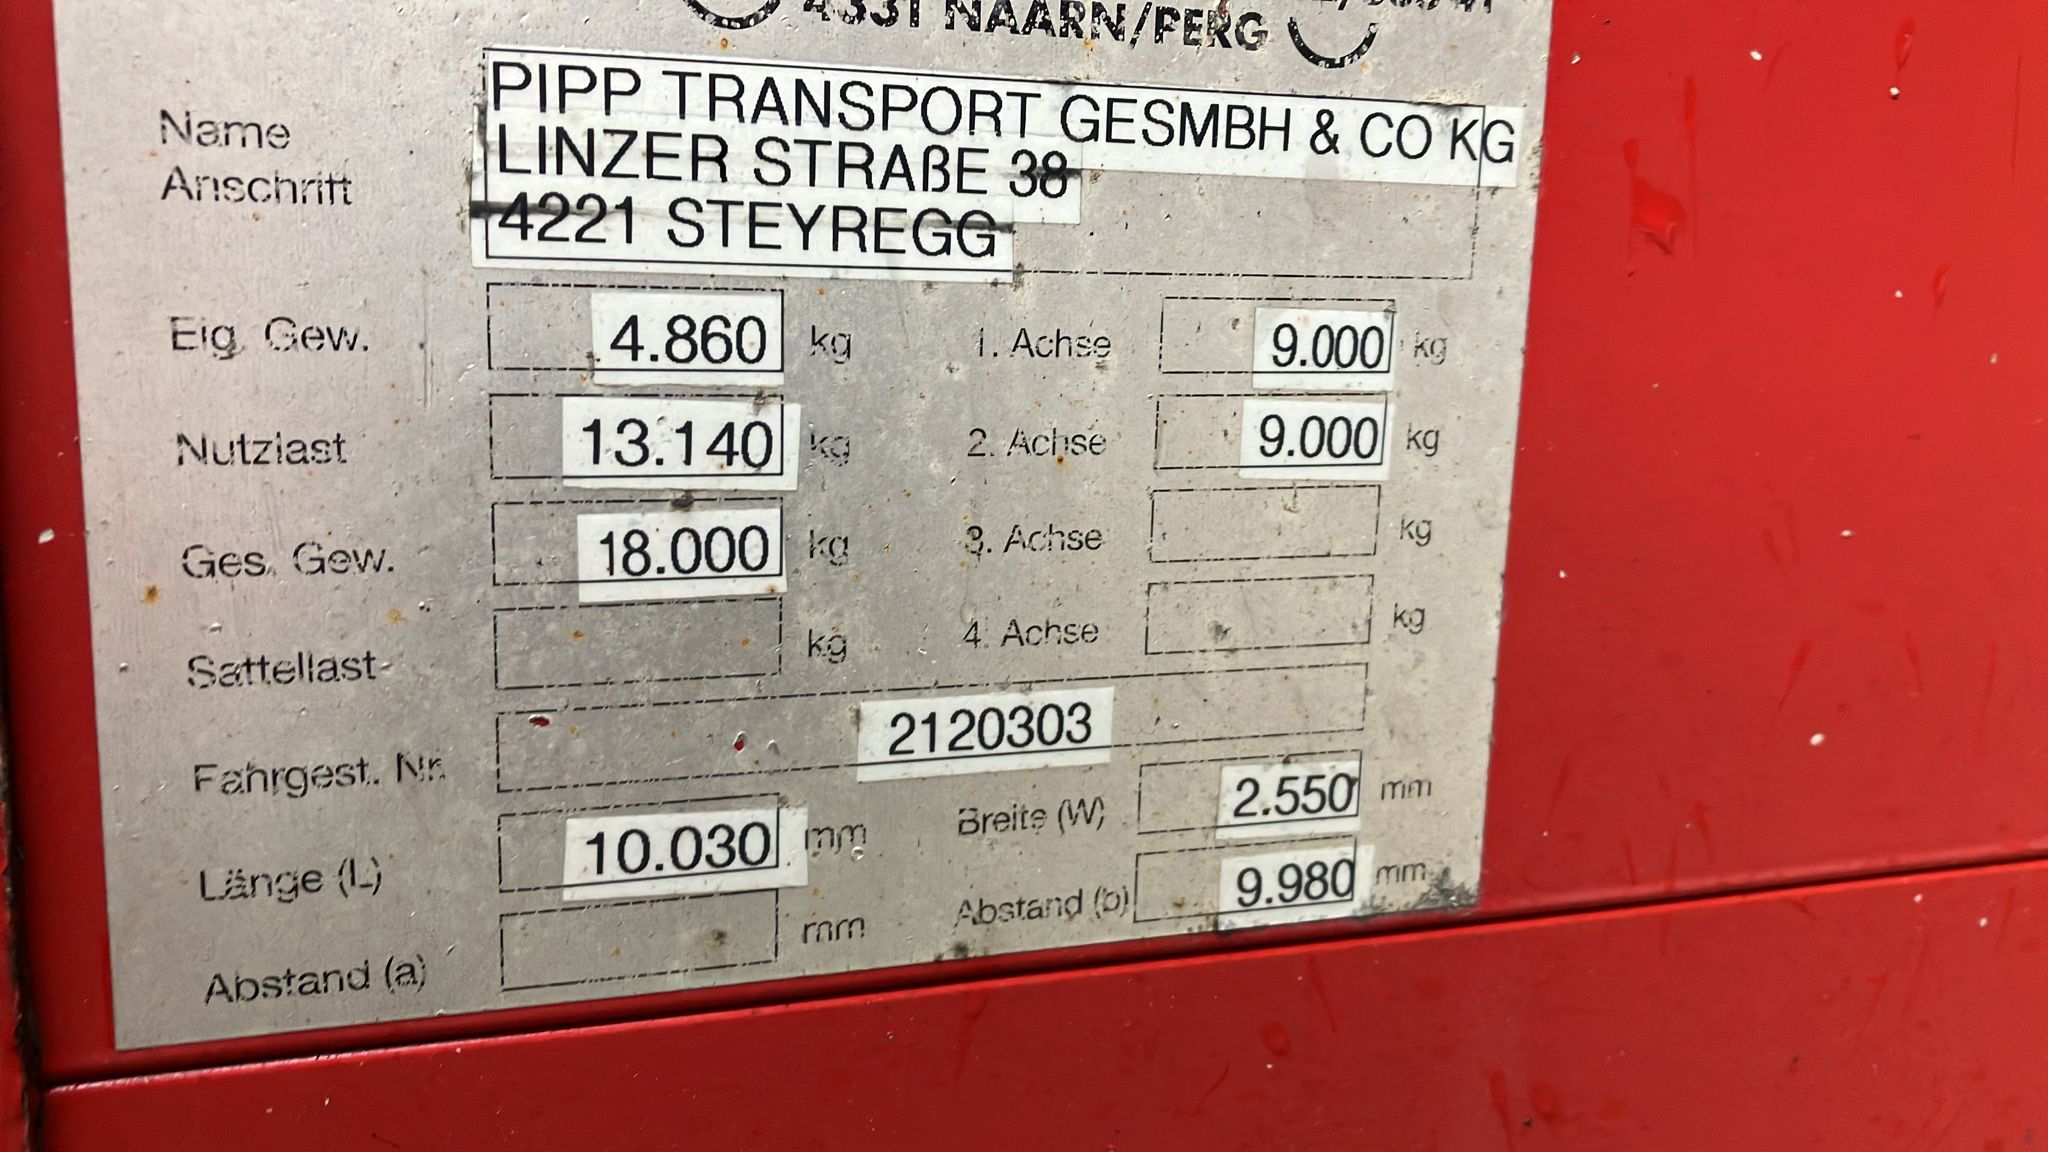 4331 NAARN/PERG
Name
Anschrift
PIPP TRANSPORT GESMBH & CO KG
LINZER STRAßE 38
4221 STEYREGG
Eig. Gew. 4.860 kg 1. Achse 9.000 kg
Nutzlast 13.140 kg 2. Achse 9.000 kg
Ges. Gew. 18.000 kg 3. Achse kg
Sattellast kg 4. Achse kg
Fahrgest. Nr. 2120303
Länge (L) 10.030 mm Breite (W) 2.550 mm
Abstand (a) mm Abstand (b) 9.980 mm